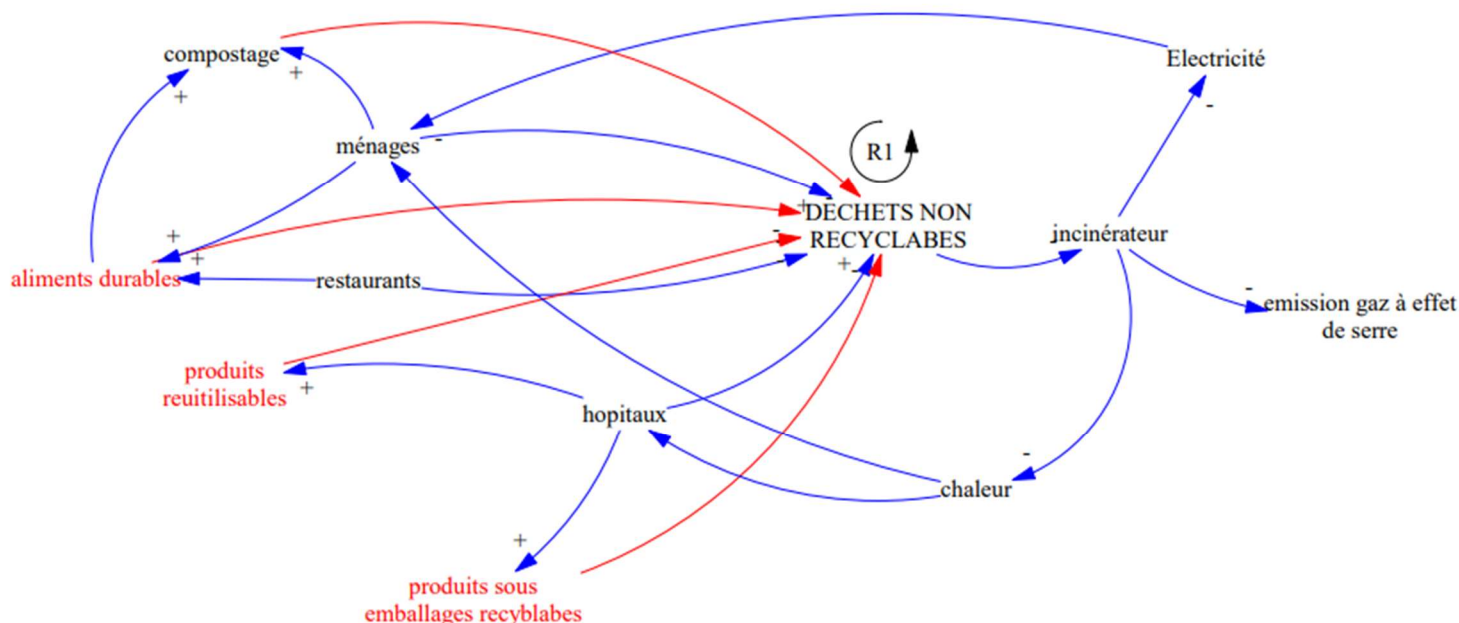 compostage
Electricité
+
+
-
ménages
-
R1
+
-
DECHETS NON
RECYCLABES
-
incinérateur
+
-
+
-
+
-
aliments durables
restaurants
-
emission gaz à effet
de serre
produits
reuitilisables
+
hopitaux
-
chaleur
+
produits sous
emballages recyblabes